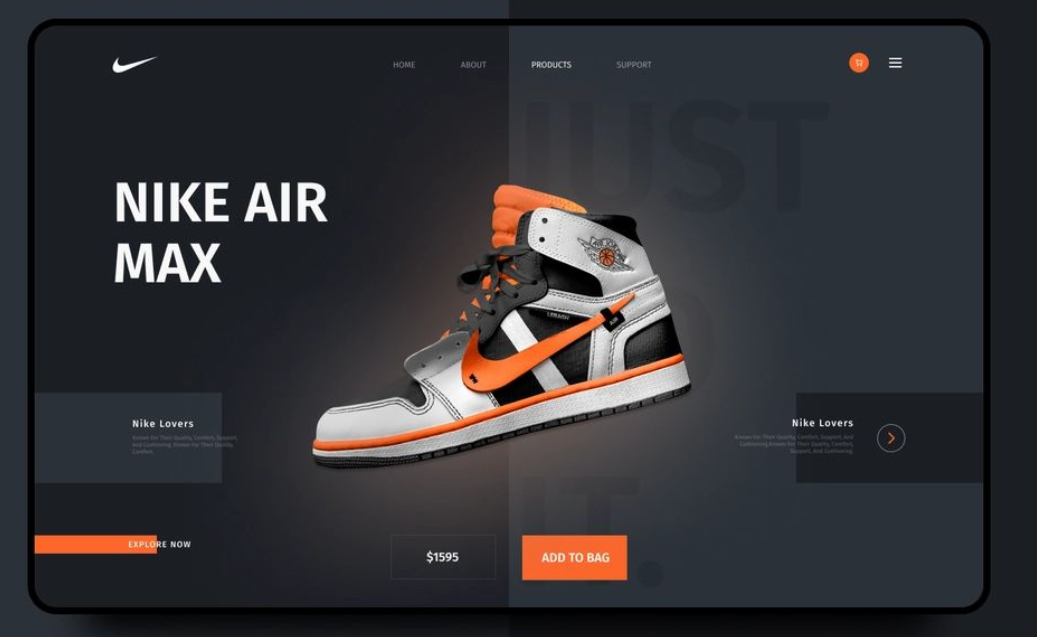 HOME ABOUT PRODUCTS SUPPORT
JUST
NIKE AIR
MAX
AIR
Nike Lovers
Known For Their Quality, Comfort, Support,
And Cushioning. Known For Their Quality,
Comfort.
Nike Lovers
Known For Their Quality, Comfort, Support, And
Cushioning.Known For Their Quality, Comfort,
Support, And Cushioning.
IT.
EXPLORE NOW
$1595
ADD TO BAG